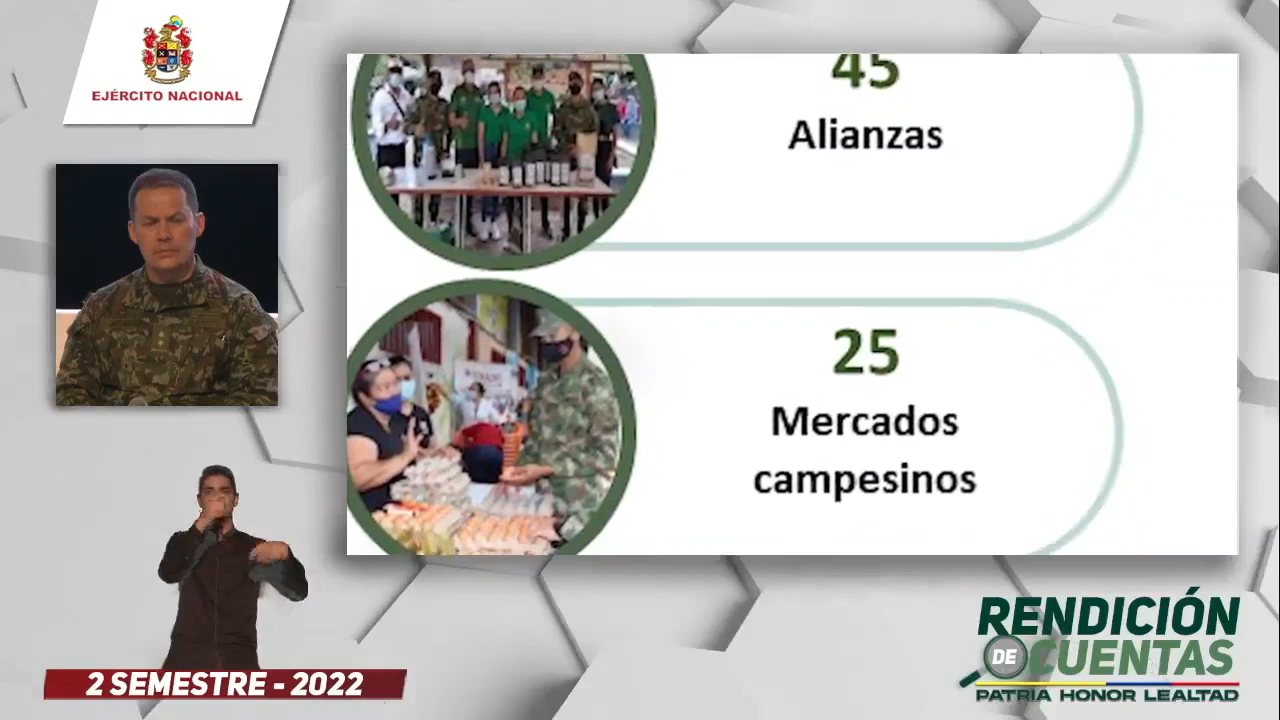 EJÉRCITO NACIONAL
45
Alianzas
25
Mercados
campesinos
2 SEMESTRE - 2022
RENDICIÓN
DE CUENTAS
PATRIA HONOR LEALTAD